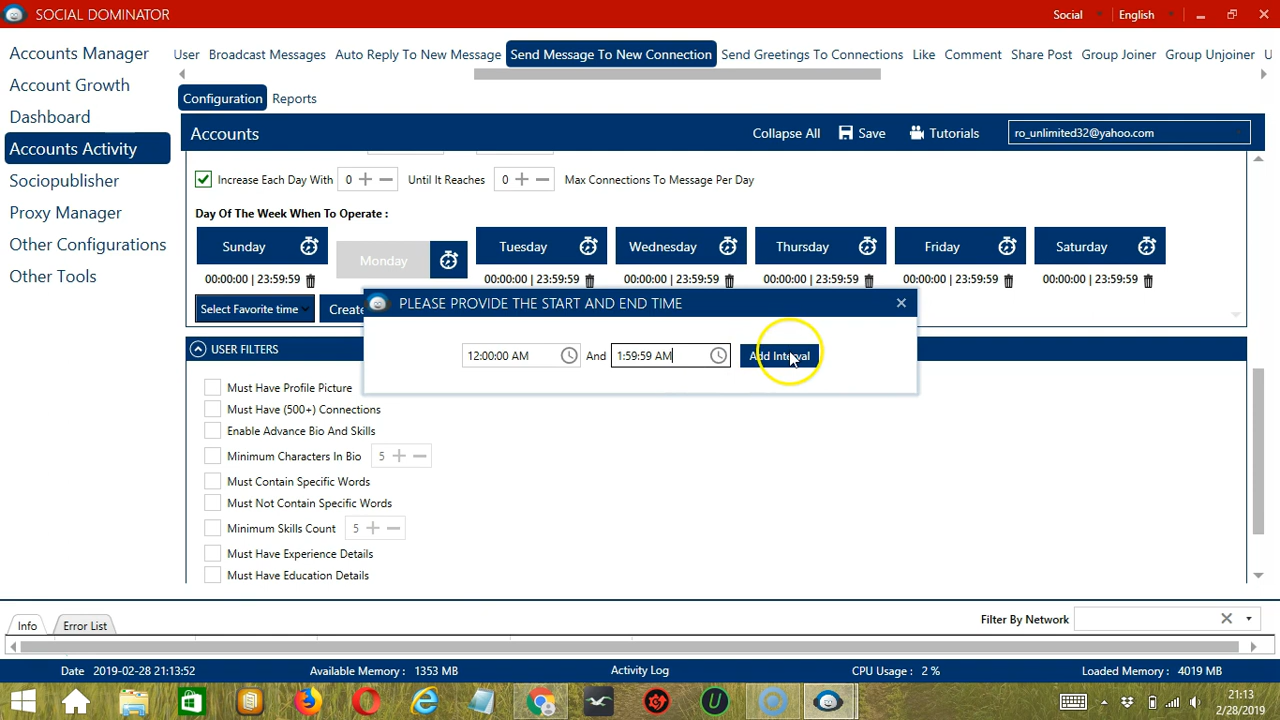 SOCIAL DOMINATOR
Social
English
Accounts Manager
Account Growth
Dashboard
Accounts Activity
Sociopublisher
Proxy Manager
Other Configurations
Other Tools
User Broadcast Messages Auto Reply To New Message Send Message To New Connection Send Greetings To Connections Like Comment Share Post Group Joiner Group Unjoiner U
Configuration Reports
Accounts Collapse All Save Tutorials ro_unlimited32@yahoo.com
Increase Each Day With 0 + − Until It Reaches 0 + − Max Connections To Message Per Day
Day Of The Week When To Operate :
Sunday Monday Tuesday Wednesday Thursday Friday Saturday
00:00:00 | 23:59:59 00:00:00 | 23:59:59 00:00:00 | 23:59:59 00:00:00 | 23:59:59 00:00:00 | 23:59:59 00:00:00 | 23:59:59
Select Favorite time Create
PLEASE PROVIDE THE START AND END TIME
12:00:00 AM And 1:59:59 AM Add Interval
USER FILTERS
Must Have Profile Picture
Must Have (500+) Connections
Enable Advance Bio And Skills
Minimum Characters In Bio 5 + −
Must Contain Specific Words
Must Not Contain Specific Words
Minimum Skills Count 5 + −
Must Have Experience Details
Must Have Education Details
Info Error List Filter By Network
Date 2019-02-28 21:13:52 Available Memory : 1353 MB Activity Log CPU Usage : 2 % Loaded Memory : 4019 MB
21:13
2/28/2019